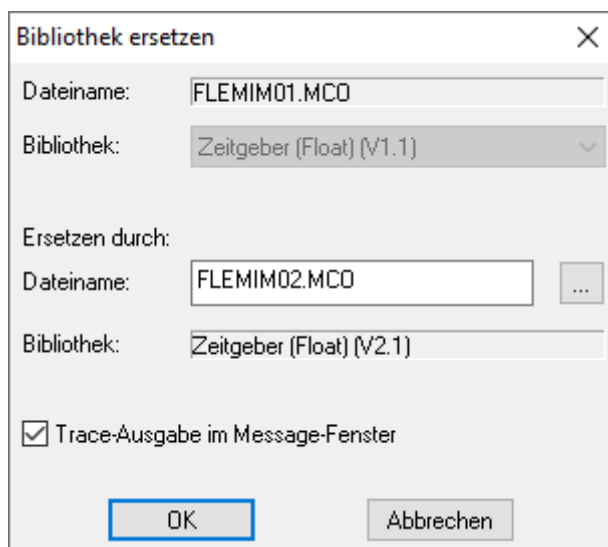 Bibliothek ersetzen
Dateiname: FLEMIM01.MCO
Bibliothek: Zeitgeber (Float) (V1.1)
Ersetzen durch:
Dateiname: FLEMIM02.MCO ...
Bibliothek: Zeitgeber (Float) (V2.1)
Trace-Ausgabe im Message-Fenster
OK Abbrechen